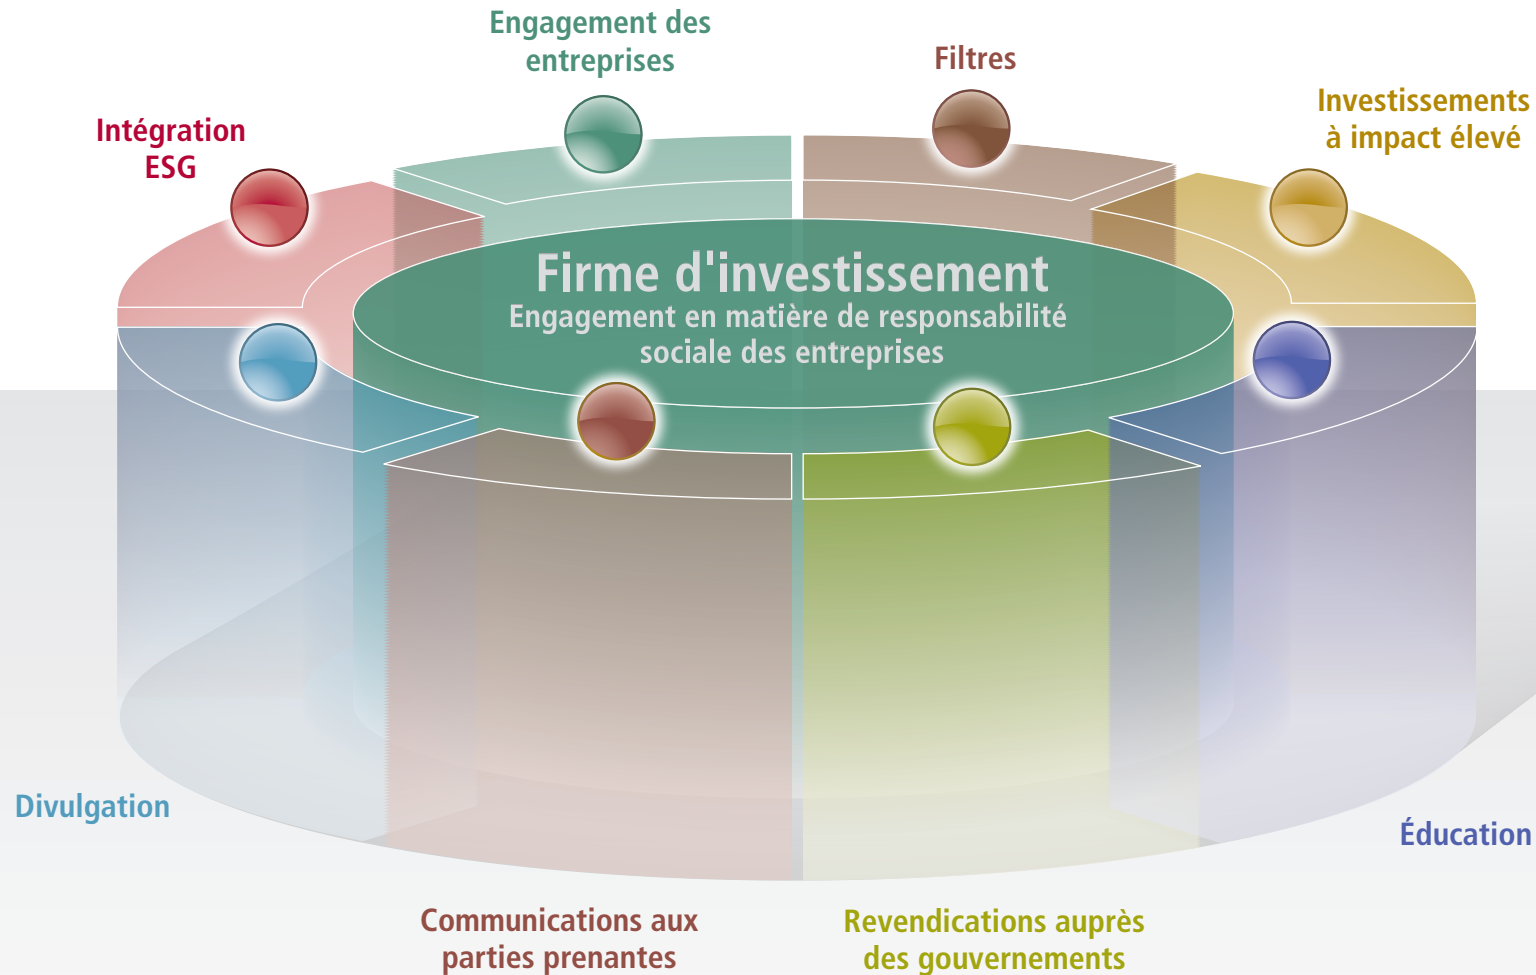 Engagement des
entreprises
Filtres
Investissements
à impact élevé
Intégration
ESG
Firme d'investissement
Engagement en matière de responsabilité
sociale des entreprises
Divulgation
Éducation
Communications aux
parties prenantes
Revendications auprès
des gouvernements